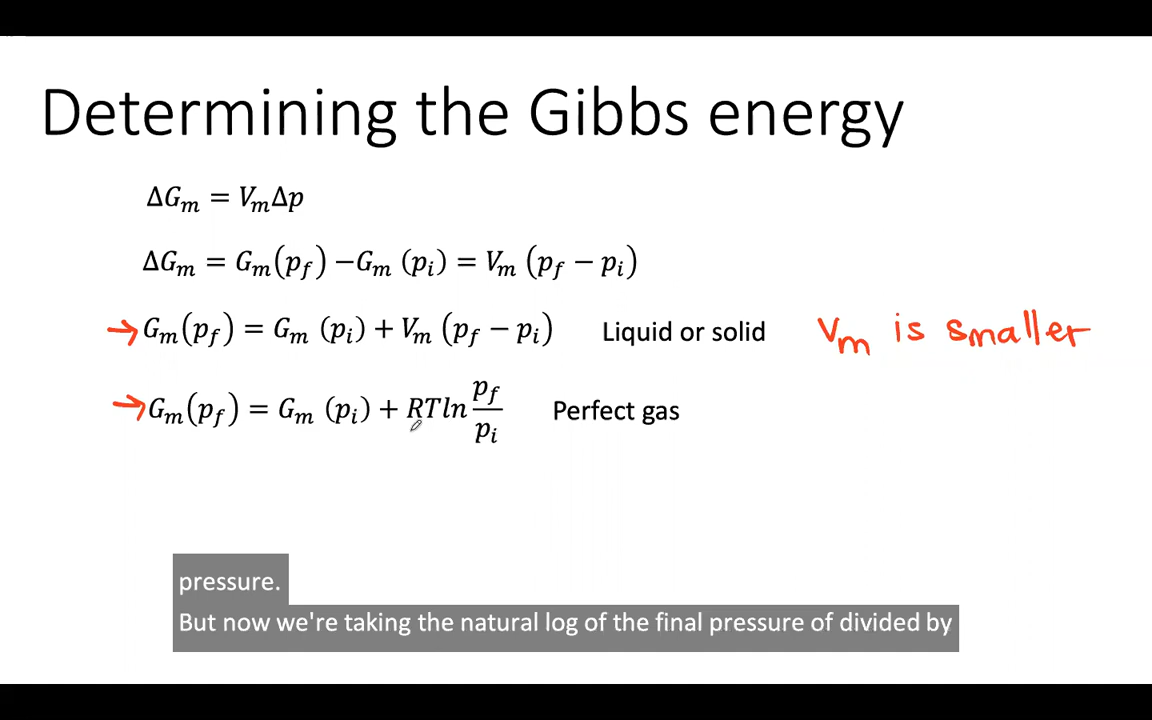 Determining the Gibbs energy
ΔG_m = V_mΔp
ΔG_m = G_m(p_f) − G_m (p_i) = V_m (p_f − p_i)
→ G_m(p_f) = G_m (p_i) + V_m (p_f − p_i) Liquid or solid V_m is smaller
→ G_m(p_f) = G_m (p_i) + RTln p_f/p_i Perfect gas
pressure.
But now we're taking the natural log of the final pressure of divided by